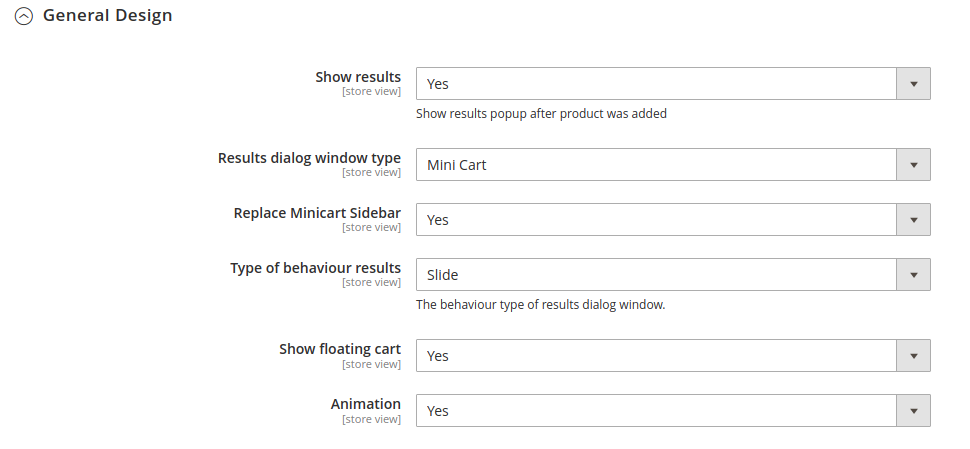 General Design
Show results
[store view]
Yes
Show results popup after product was added
Results dialog window type
[store view]
Mini Cart
Replace Minicart Sidebar
[store view]
Yes
Type of behaviour results
[store view]
Slide
The behaviour type of results dialog window.
Show floating cart
[store view]
Yes
Animation
[store view]
Yes